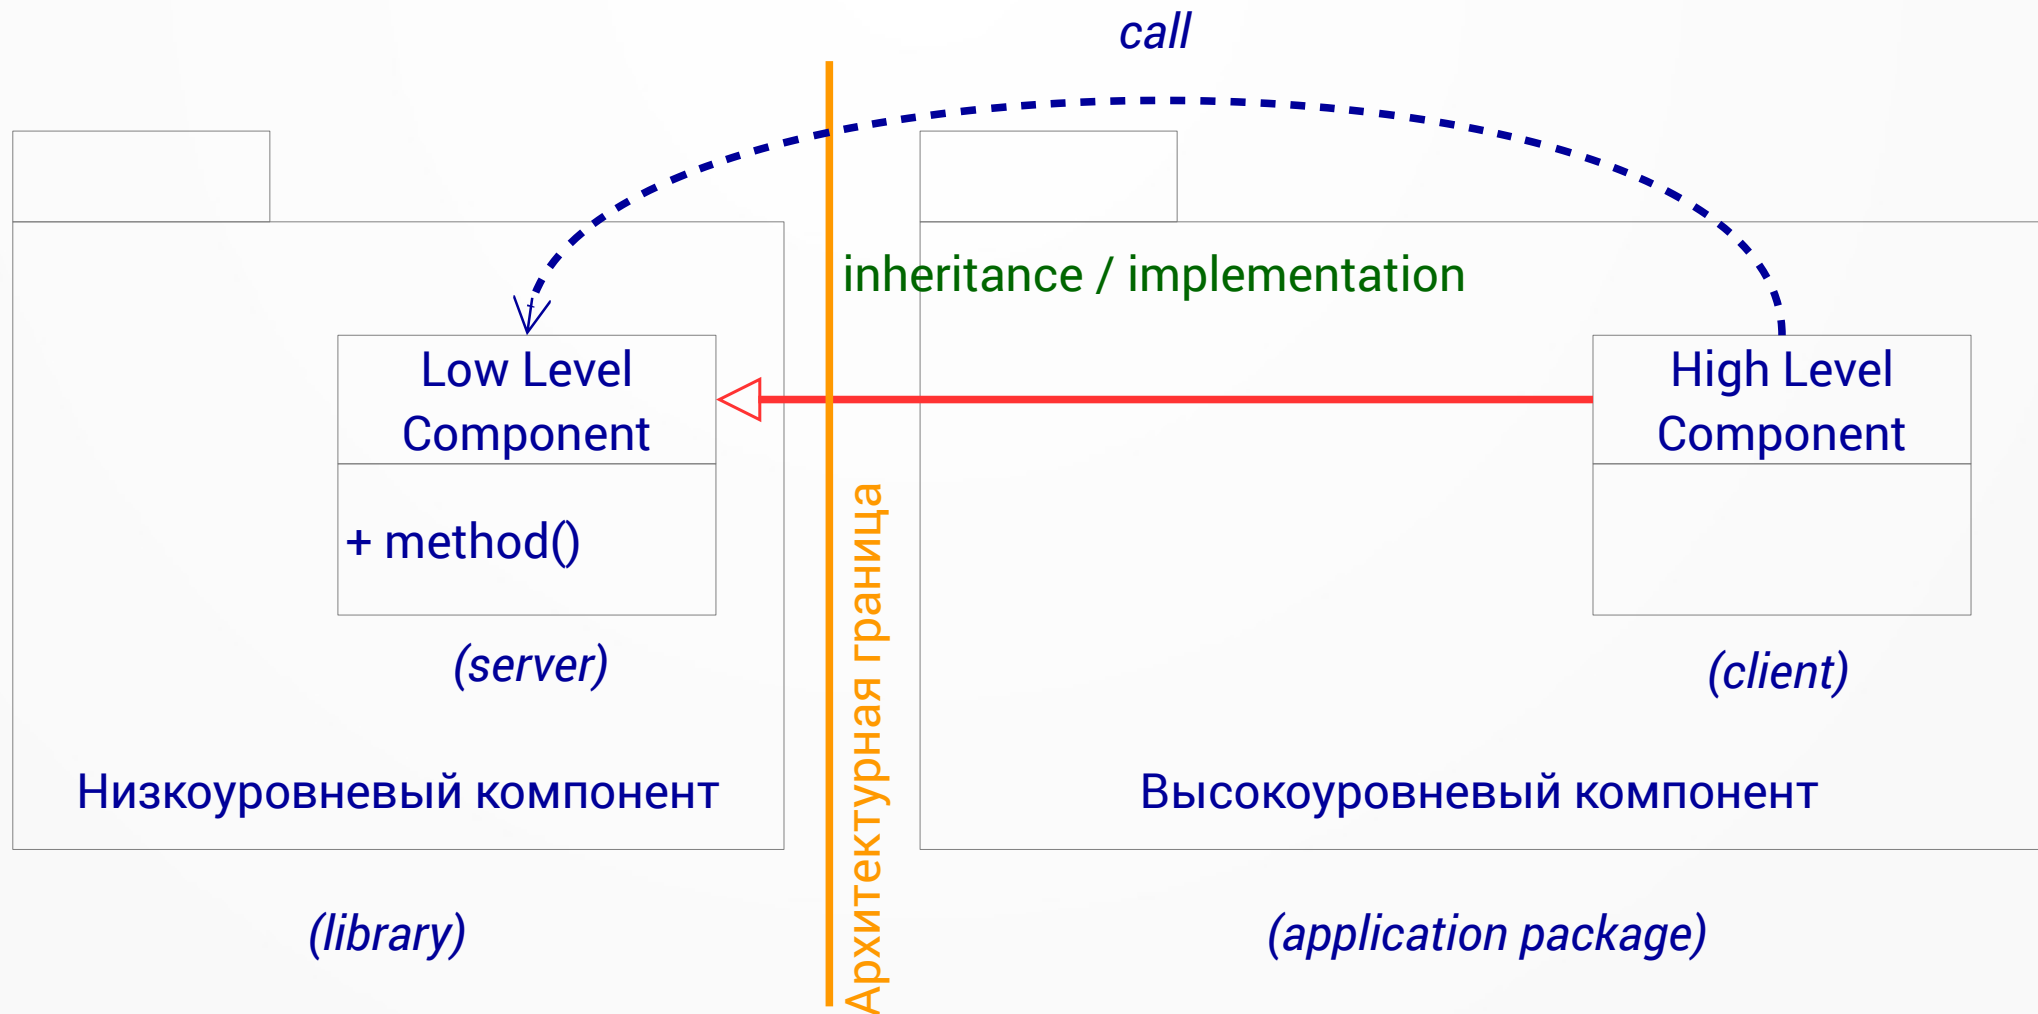 call
inheritance / implementation
Low Level
Component
+ method()
(server)
High Level
Component
(client)
Архитектурная граница
Низкоуровневый компонент
Высокоуровневый компонент
(library)
(application package)